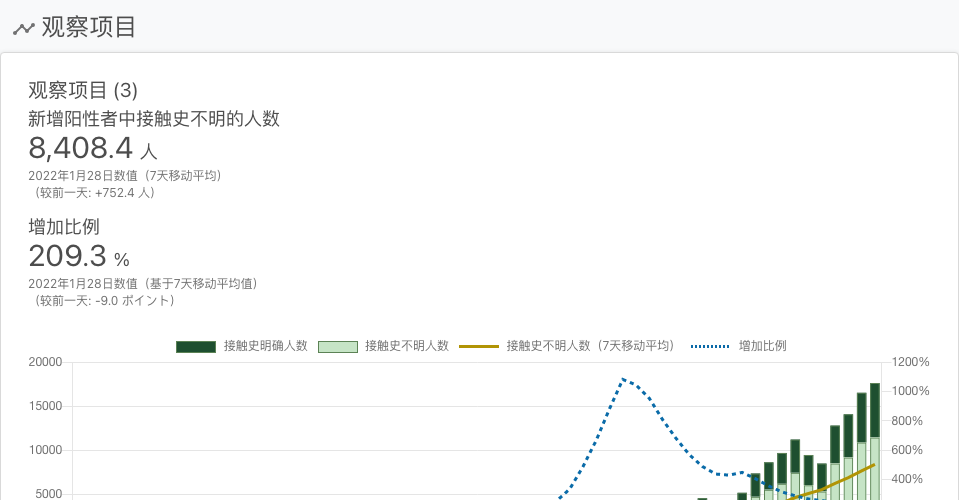 观察项目
观察项目 (3)
新增阳性者中接触史不明的人数
8,408.4 人
2022年1月28日数值（7天移动平均）
（较前一天: +752.4 人）
增加比例
209.3 %
2022年1月28日数值（基于7天移动平均值）
（较前一天: -9.0 ポイント）
接触史明确人数 接触史不明人数 接触史不明人数（7天移动平均） 增加比例
20000 1200%
1000%
15000
800%
10000 600%
400%
5000